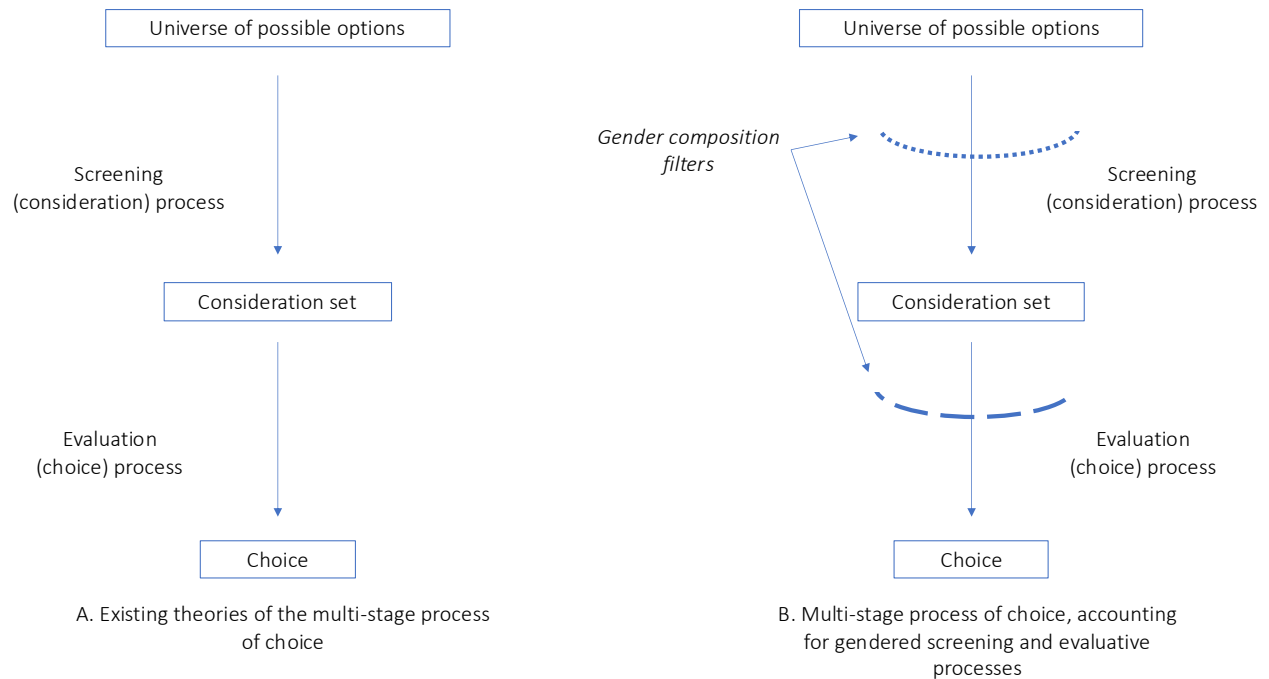 Universe of possible options
Screening
(consideration) process
Consideration set
Evaluation
(choice) process
Choice
A. Existing theories of the multi-stage process
of choice
Universe of possible options
Gender composition
filters
Screening
(consideration) process
Consideration set
Evaluation
(choice) process
Choice
B. Multi-stage process of choice, accounting
for gendered screening and evaluative
processes